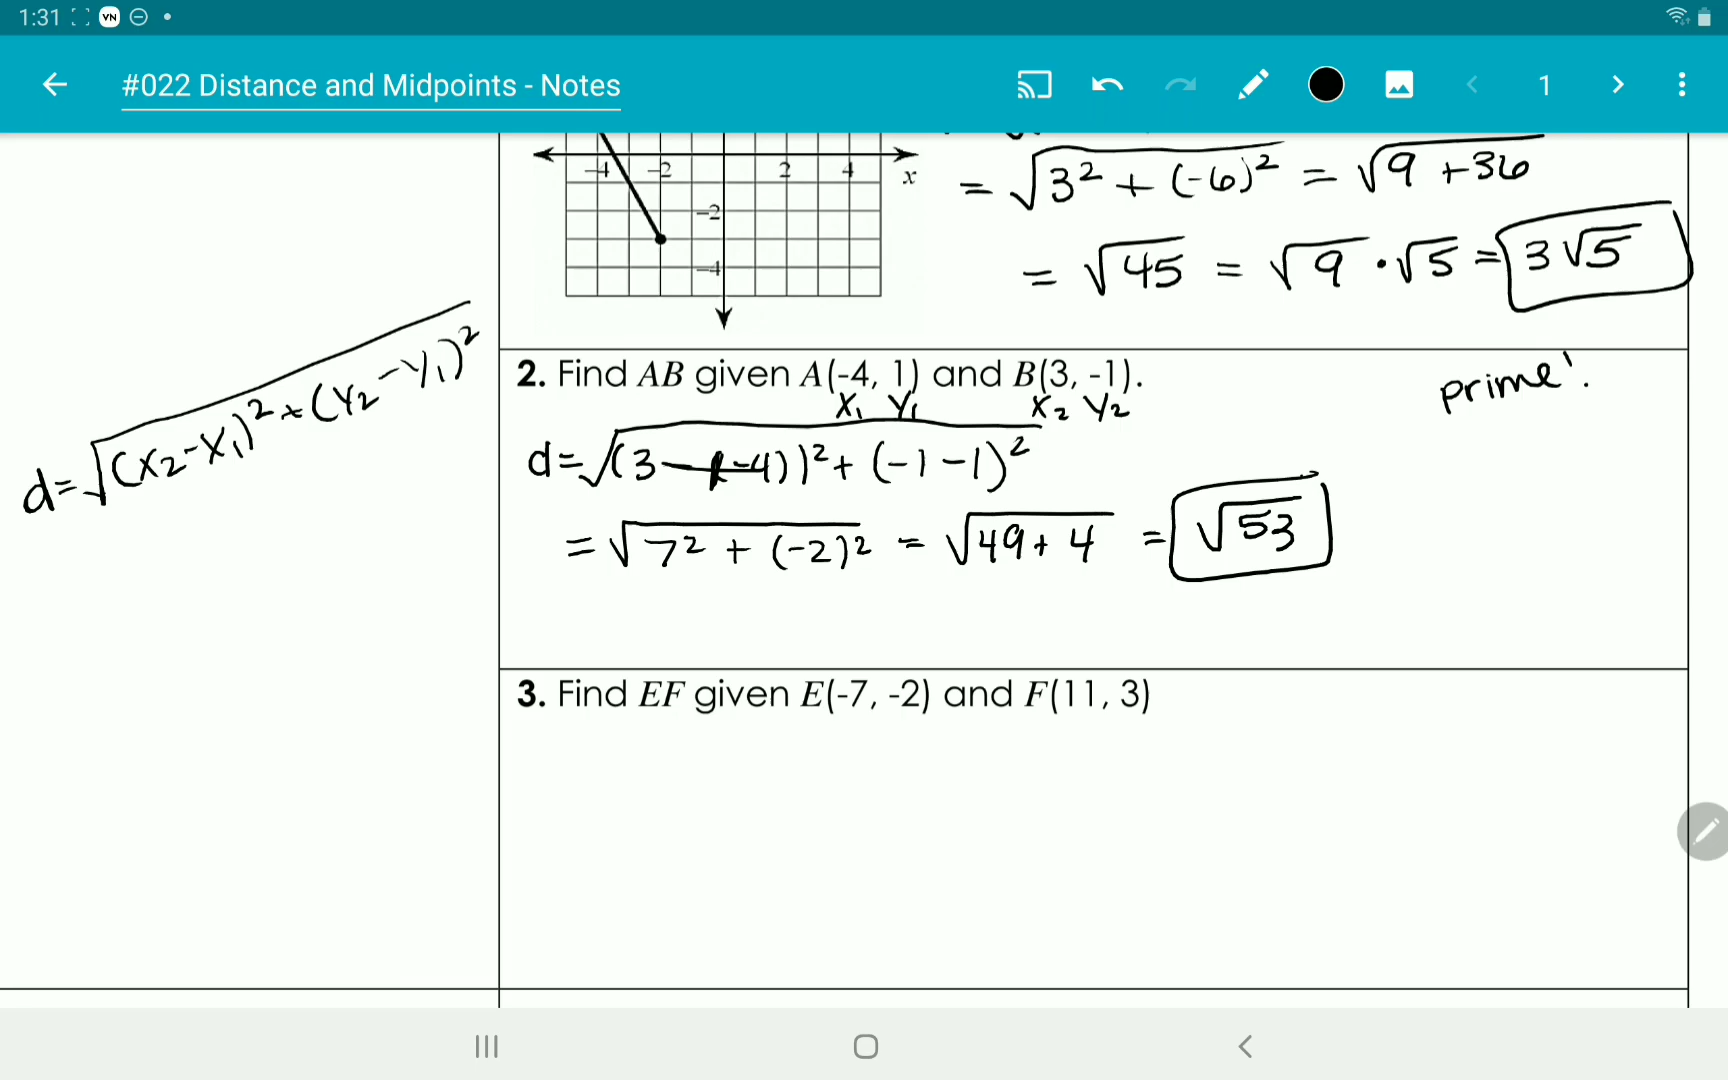 1:31 VN
#022 Distance and Midpoints - Notes 1
-4 -2 2 4 x
-2
-4
= √3² + (-6)² = √9 + 36
= √45 = √9 · √5 = 3√5
d = √(x₂-x₁)² + (y₂-y₁)²
2. Find AB given A(-4, 1) and B(3, -1).
x₁ y₁ x₂ y₂
prime!
d = √(3-(-4))² + (-1-1)²
= √7² + (-2)² = √49 + 4 = √53
3. Find EF given E(-7, -2) and F(11, 3)